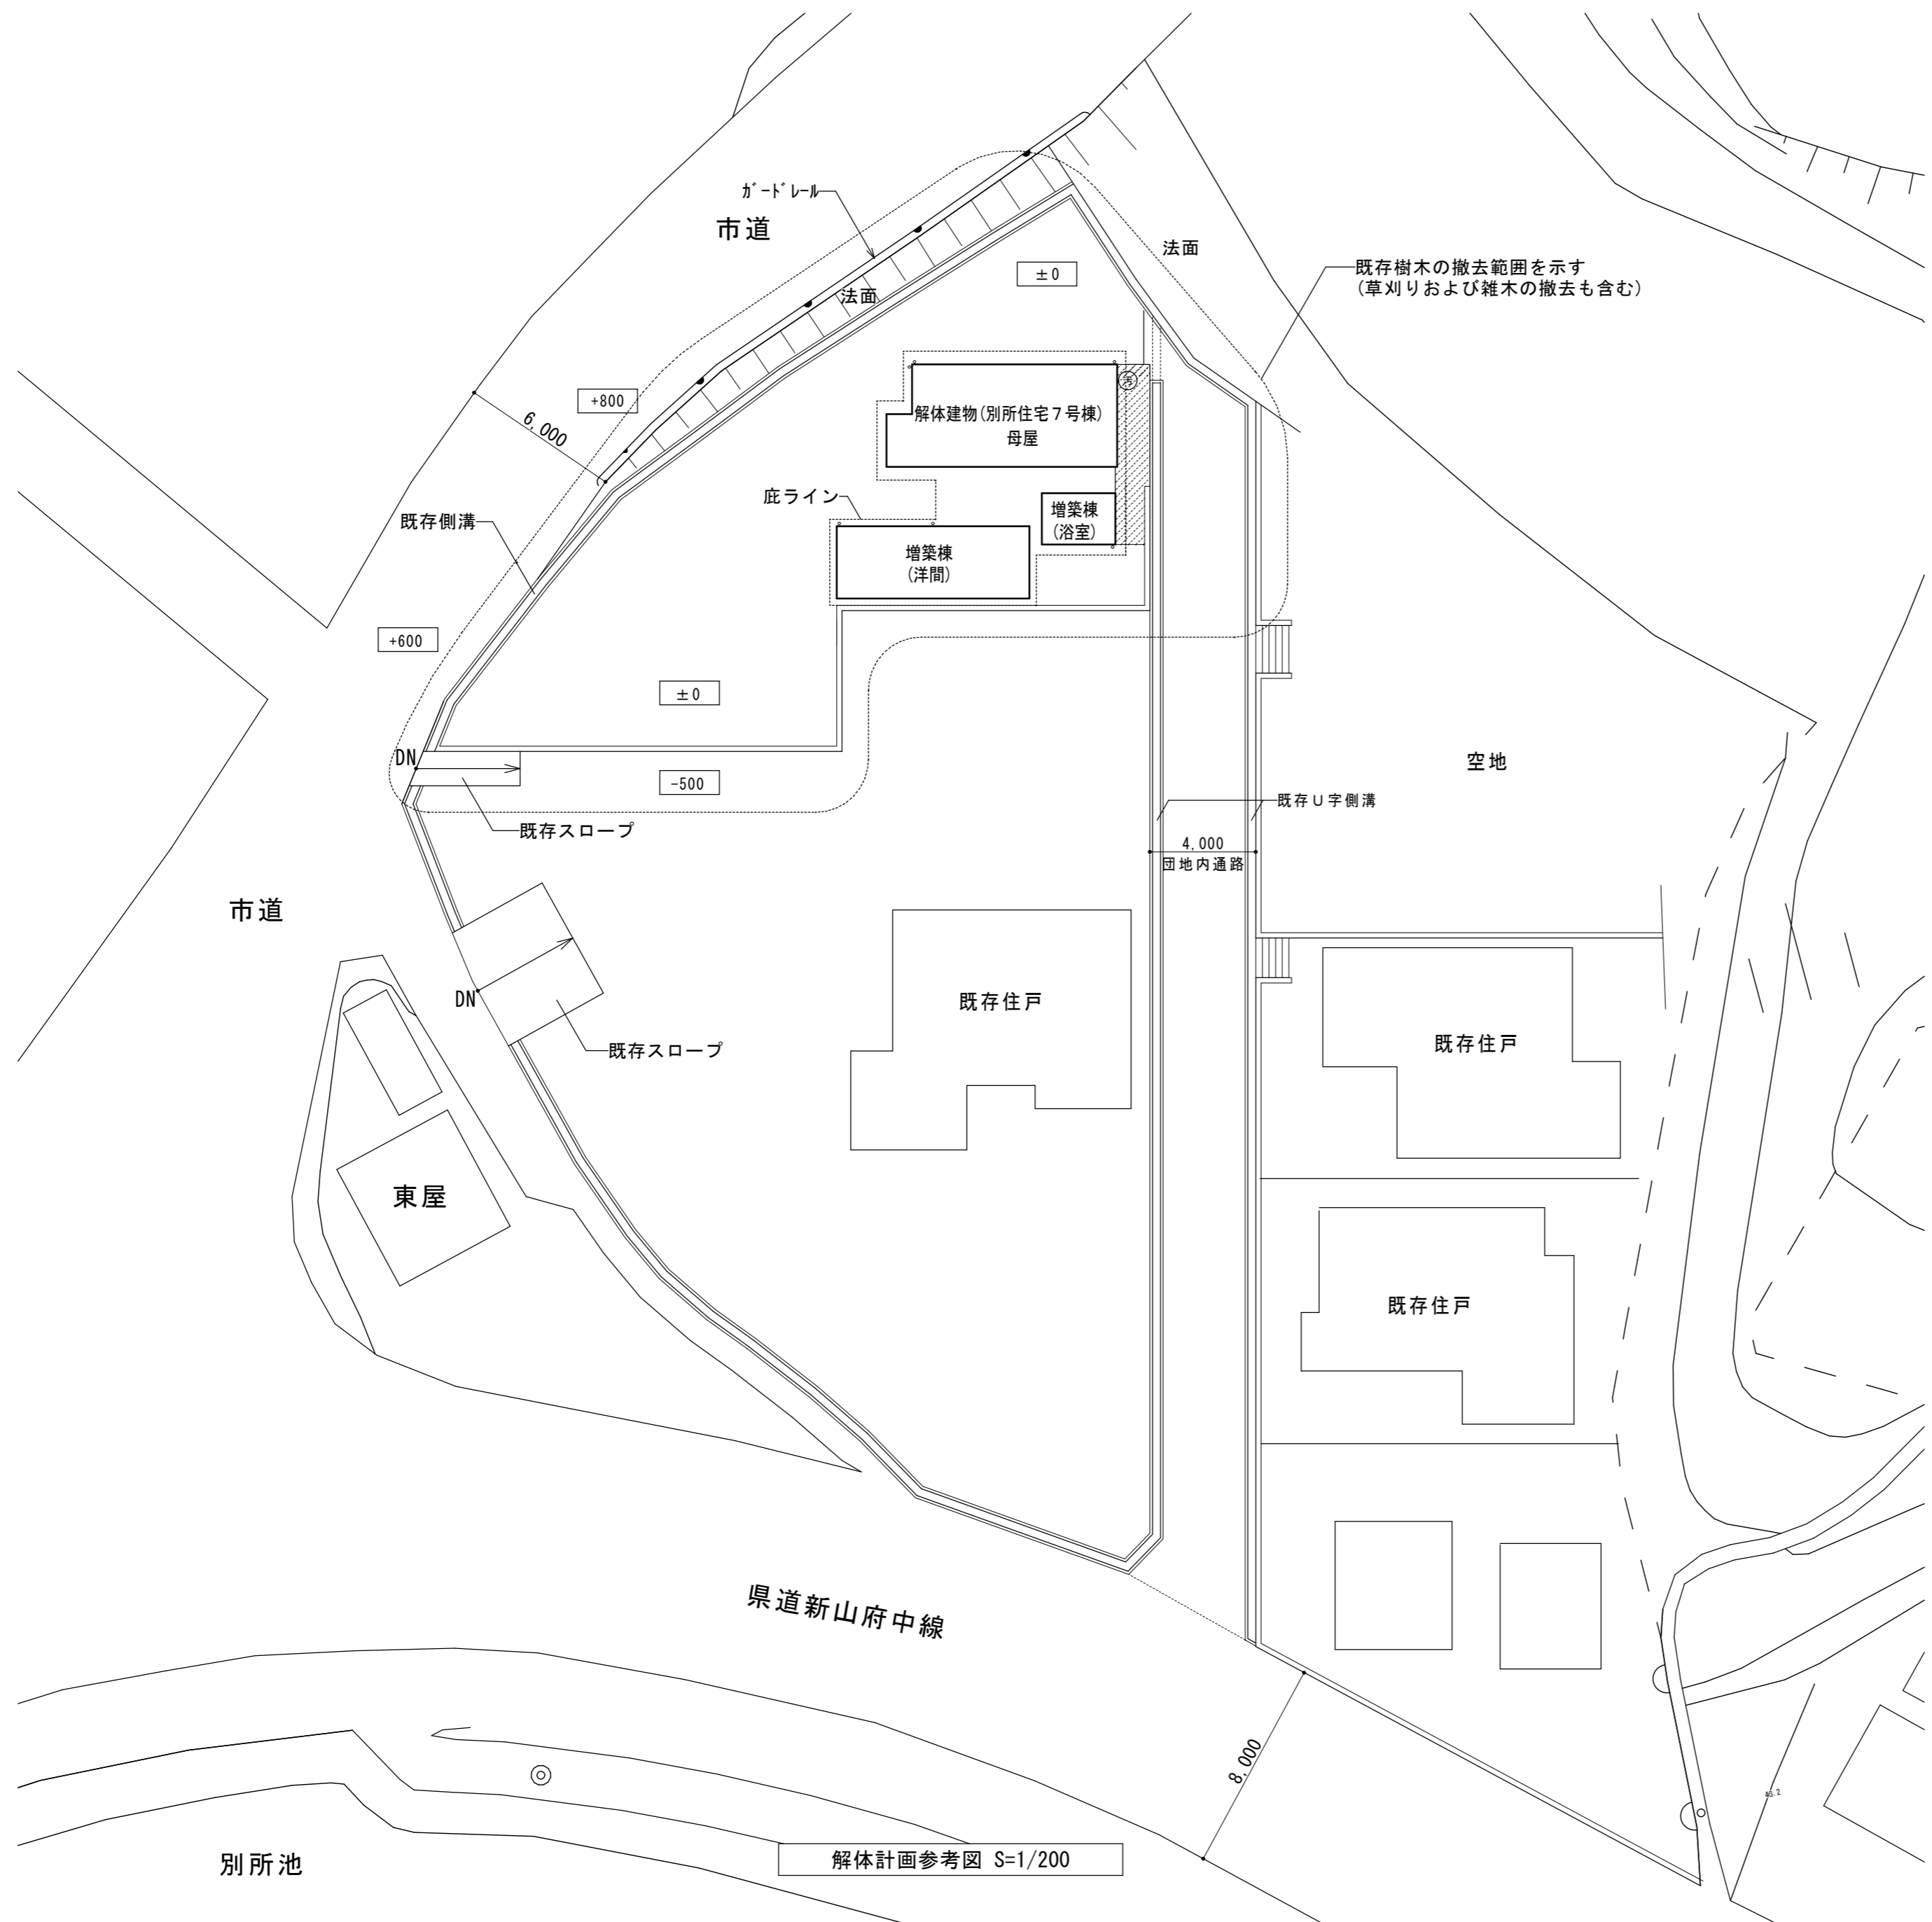 ｶﾞｰﾄﾞﾚｰﾙ
市道
法面
±0
法面
既存樹木の撤去範囲を示す
(草刈りおよび雑木の撤去も含む)
+800
6,000
汚
解体建物(別所住宅７号棟)
母屋
庇ライン
既存側溝
増築棟
(浴室)
増築棟
(洋間)
+600
±0
DN
-500
空地
既存Ｕ字側溝
既存スロープ
4,000
団地内通路
市道
DN
既存住戸
既存住戸
既存スロープ
東屋
既存住戸
県道新山府中線
8,000
43.2
別所池
解体計画参考図 S=1/200